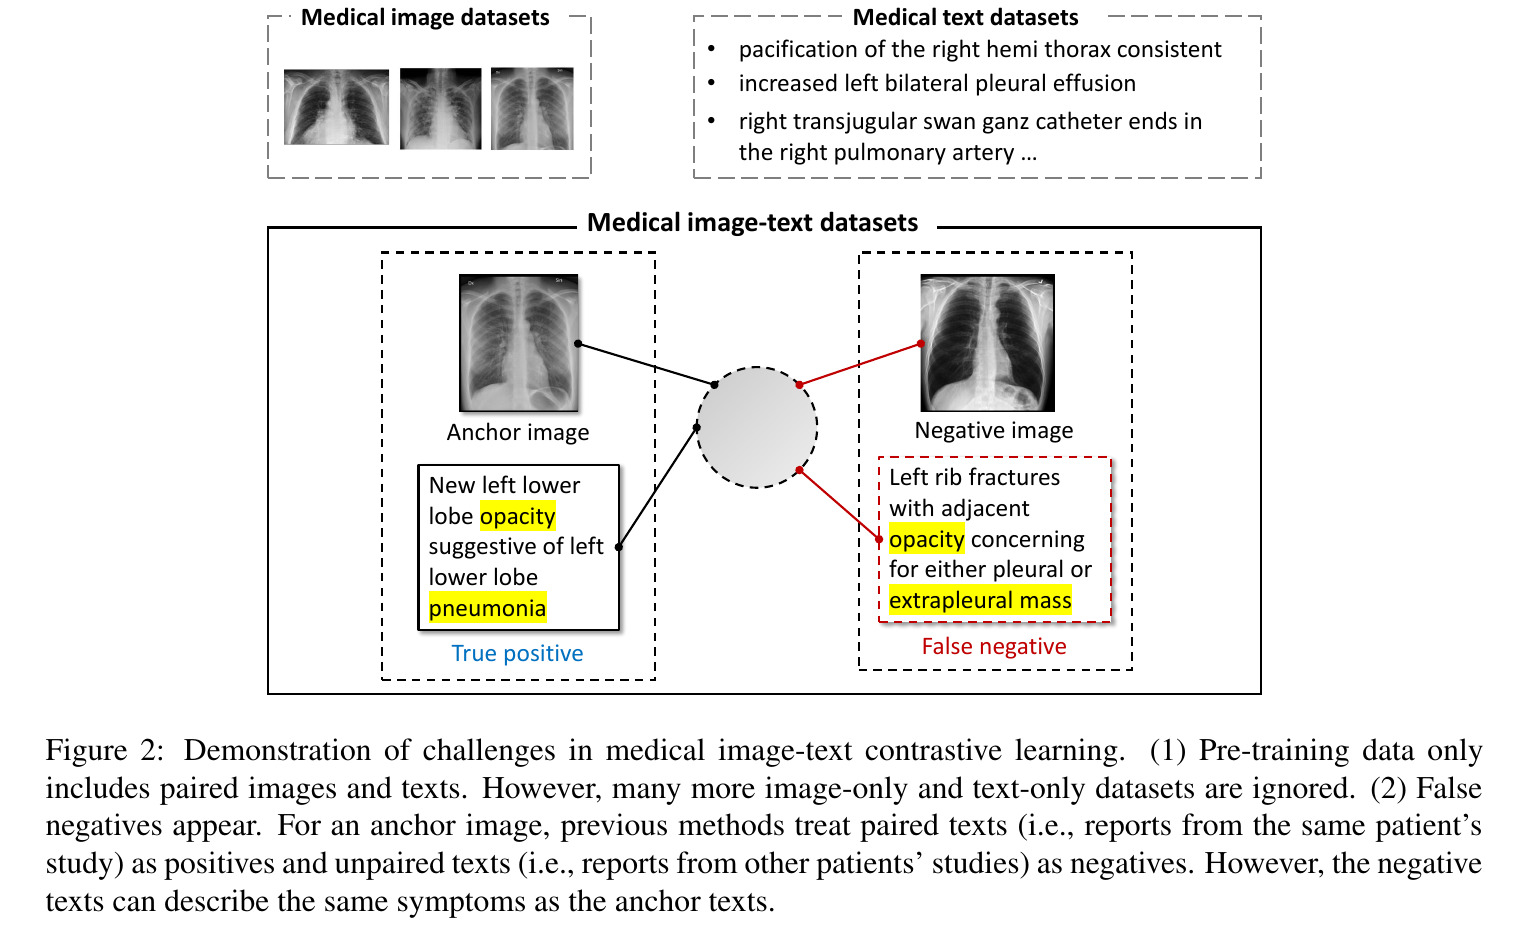 Medical image datasets
Medical text datasets
• pacification of the right hemi thorax consistent
• increased left bilateral pleural effusion
• right transjugular swan ganz catheter ends in
the right pulmonary artery ...
Medical image-text datasets
Anchor image
New left lower
lobe opacity
suggestive of left
lower lobe
pneumonia
True positive
Negative image
Left rib fractures
with adjacent
opacity concerning
for either pleural or
extrapleural mass
False negative
Figure 2: Demonstration of challenges in medical image-text contrastive learning. (1) Pre-training data only
includes paired images and texts. However, many more image-only and text-only datasets are ignored. (2) False
negatives appear. For an anchor image, previous methods treat paired texts (i.e., reports from the same patient's
study) as positives and unpaired texts (i.e., reports from other patients' studies) as negatives. However, the negative
texts can describe the same symptoms as the anchor texts.